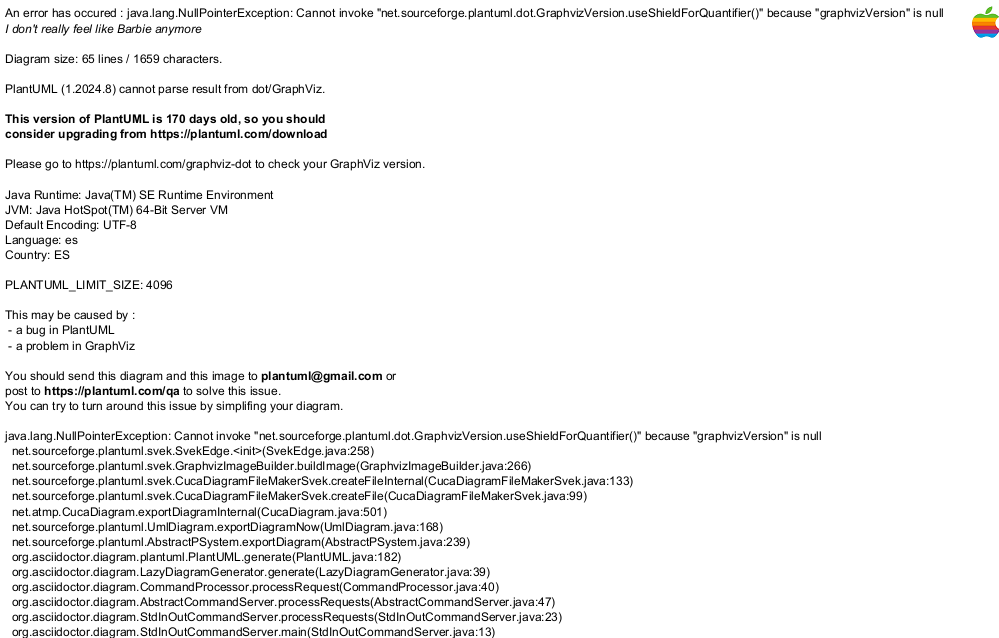 An error has occured : java.lang.NullPointerException: Cannot invoke "net.sourceforge.plantuml.dot.GraphvizVersion.useShieldForQuantifier()" because "graphvizVersion" is null
I don't really feel like Barbie anymore
Diagram size: 65 lines / 1659 characters.
PlantUML (1.2024.8) cannot parse result from dot/GraphViz.
This version of PlantUML is 170 days old, so you should
consider upgrading from https://plantuml.com/download
Please go to https://plantuml.com/graphviz-dot to check your GraphViz version.
Java Runtime: Java(TM) SE Runtime Environment
JVM: Java HotSpot(TM) 64-Bit Server VM
Default Encoding: UTF-8
Language: es
Country: ES
PLANTUML_LIMIT_SIZE: 4096
This may be caused by :
- a bug in PlantUML
- a problem in GraphViz
You should send this diagram and this image to plantuml@gmail.com or
post to https://plantuml.com/qa to solve this issue.
You can try to turn around this issue by simplifing your diagram.
java.lang.NullPointerException: Cannot invoke "net.sourceforge.plantuml.dot.GraphvizVersion.useShieldForQuantifier()" because "graphvizVersion" is null
net.sourceforge.plantuml.svek.SvekEdge.<init>(SvekEdge.java:258)
net.sourceforge.plantuml.svek.GraphvizImageBuilder.buildImage(GraphvizImageBuilder.java:266)
net.sourceforge.plantuml.svek.CucaDiagramFileMakerSvek.createFileInternal(CucaDiagramFileMakerSvek.java:133)
net.sourceforge.plantuml.svek.CucaDiagramFileMakerSvek.createFile(CucaDiagramFileMakerSvek.java:99)
net.atmp.CucaDiagram.exportDiagramInternal(CucaDiagram.java:501)
net.sourceforge.plantuml.UmlDiagram.exportDiagramNow(UmlDiagram.java:168)
net.sourceforge.plantuml.AbstractPSystem.exportDiagram(AbstractPSystem.java:239)
org.asciidoctor.diagram.plantuml.PlantUML.generate(PlantUML.java:182)
org.asciidoctor.diagram.LazyDiagramGenerator.generate(LazyDiagramGenerator.java:39)
org.asciidoctor.diagram.CommandProcessor.processRequest(CommandProcessor.java:40)
org.asciidoctor.diagram.AbstractCommandServer.processRequests(AbstractCommandServer.java:47)
org.asciidoctor.diagram.StdInOutCommandServer.processRequests(StdInOutCommandServer.java:23)
org.asciidoctor.diagram.StdInOutCommandServer.main(StdInOutCommandServer.java:13)